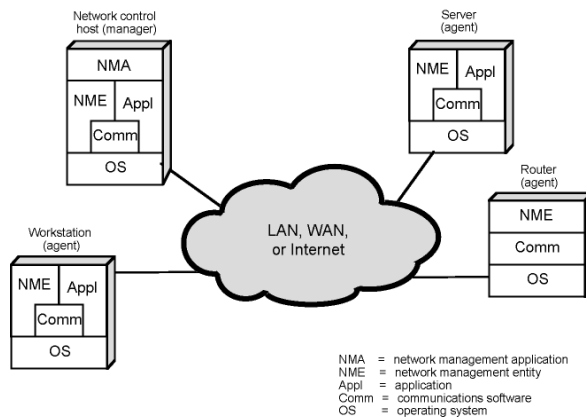 Network control
host (manager)
NMA
NME
Appl
Comm
OS
Server
(agent)
NME
Appl
Comm
OS
Router
(agent)
NME
Comm
OS
LAN, WAN,
or Internet
Workstation
(agent)
NME
Appl
Comm
OS
NMA = network management application
NME = network management entity
Appl = application
Comm = communications software
OS = operating system